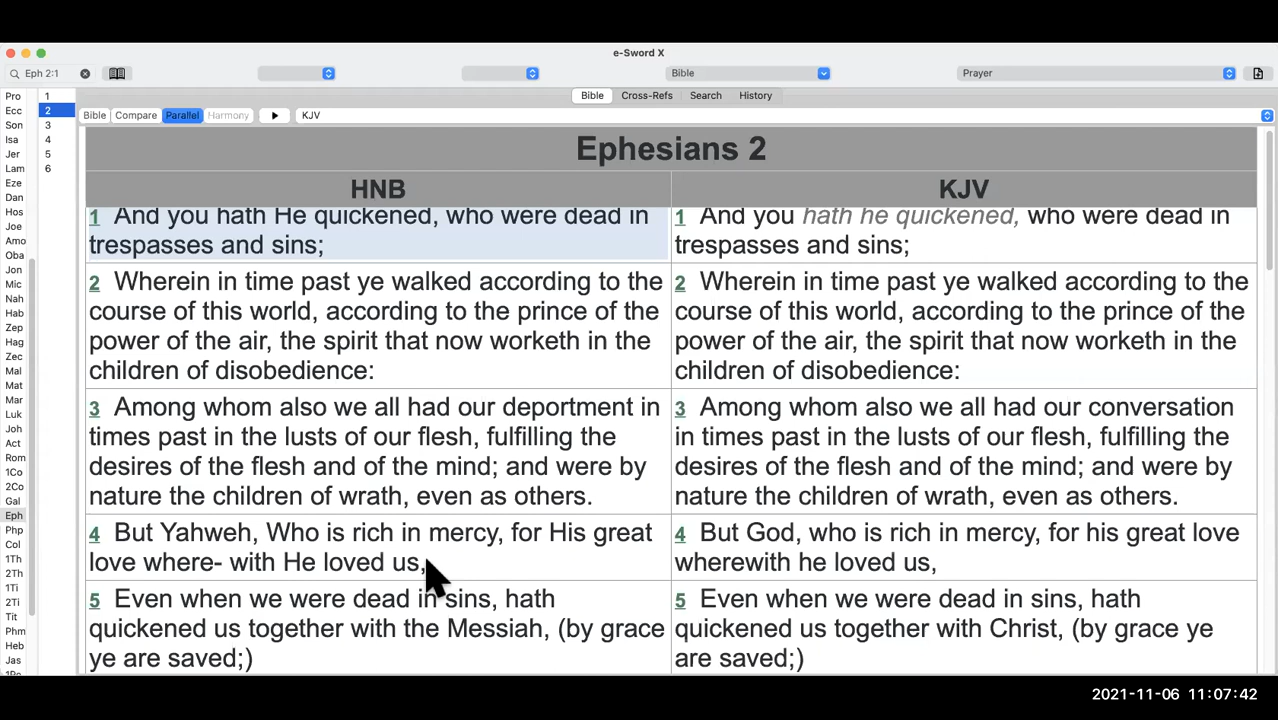 e-Sword X
Eph 2:1
Bible
Prayer
Bible Cross-Refs Search History
Bible Compare Parallel Harmony KJV
Pro
Ecc
Son
Isa
Jer
Lam
Eze
Dan
Hos
Joe
Amo
Oba
Jon
Mic
Nah
Hab
Zep
Hag
Zec
Mal
Mat
Mar
Luk
Joh
Act
Rom
1Co
2Co
Gal
Eph
Php
Col
1Th
2Th
1Ti
2Ti
Tit
Phm
Heb
Jas
1
2
3
4
5
6
Ephesians 2
HNB
1 And you hath He quickened, who were dead in
trespasses and sins;
2 Wherein in time past ye walked according to the
course of this world, according to the prince of the
power of the air, the spirit that now worketh in the
children of disobedience:
3 Among whom also we all had our deportment in
times past in the lusts of our flesh, fulfilling the
desires of the flesh and of the mind; and were by
nature the children of wrath, even as others.
4 But Yahweh, Who is rich in mercy, for His great
love where- with He loved us,
5 Even when we were dead in sins, hath
quickened us together with the Messiah, (by grace
ye are saved;)
KJV
1 And you hath he quickened, who were dead in
trespasses and sins;
2 Wherein in time past ye walked according to the
course of this world, according to the prince of the
power of the air, the spirit that now worketh in the
children of disobedience:
3 Among whom also we all had our conversation
in times past in the lusts of our flesh, fulfilling the
desires of the flesh and of the mind; and were by
nature the children of wrath, even as others.
4 But God, who is rich in mercy, for his great love
wherewith he loved us,
5 Even when we were dead in sins, hath
quickened us together with Christ, (by grace ye
are saved;)
2021-11-06 11:07:42